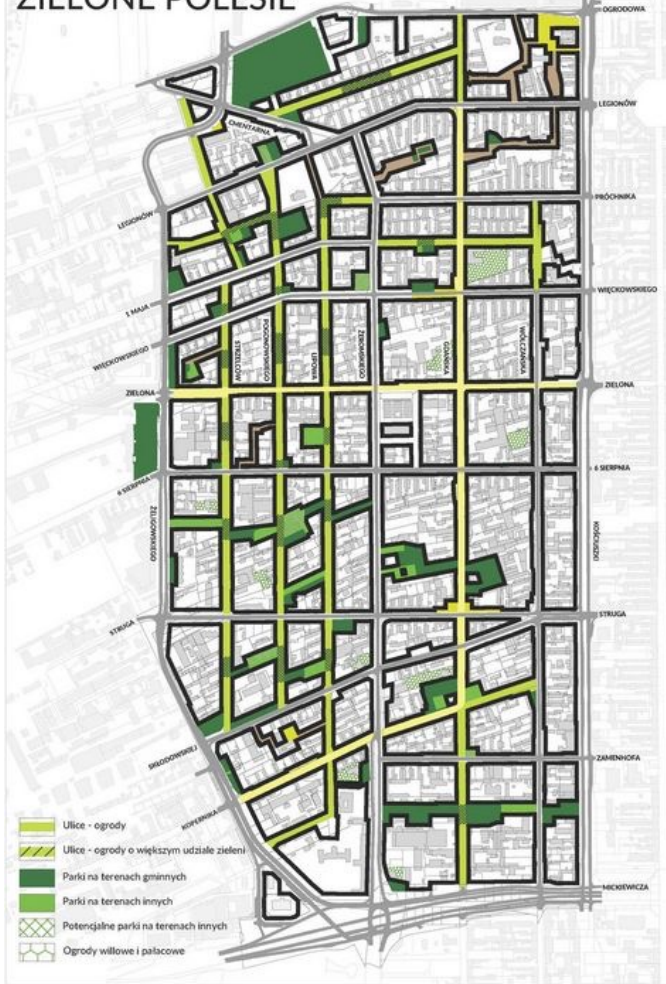 ZIELONE POLESIE
OGRODOWA
LEGIONÓW
CMENTARNA
PRÓCHNIKA
LEGIONÓW
WIĘCKOWSKIEGO
1 MAJA
WIĘCKOWSKIEGO
STRZELCÓW
POGONOWSKIEGO
LIPOWA
ŻEROMSKIEGO
GDAŃSKA
WÓLCZAŃSKA
ZIELONA
ZIELONA
6 SIERPNIA
6 SIERPNIA
ŻELIGOWSKIEGO
KOŚCIUSZKI
STRUGA
STRUGA
SKŁODOWSKIEJ
ZAMENHOFA
KOPERNIKA
MICKIEWICZA
Ulice - ogrody
Ulice - ogrody o większym udziale zieleni
Parki na terenach gminnych
Parki na terenach innych
Potencjalne parki na terenach innych
Ogrody willowe i pałacowe